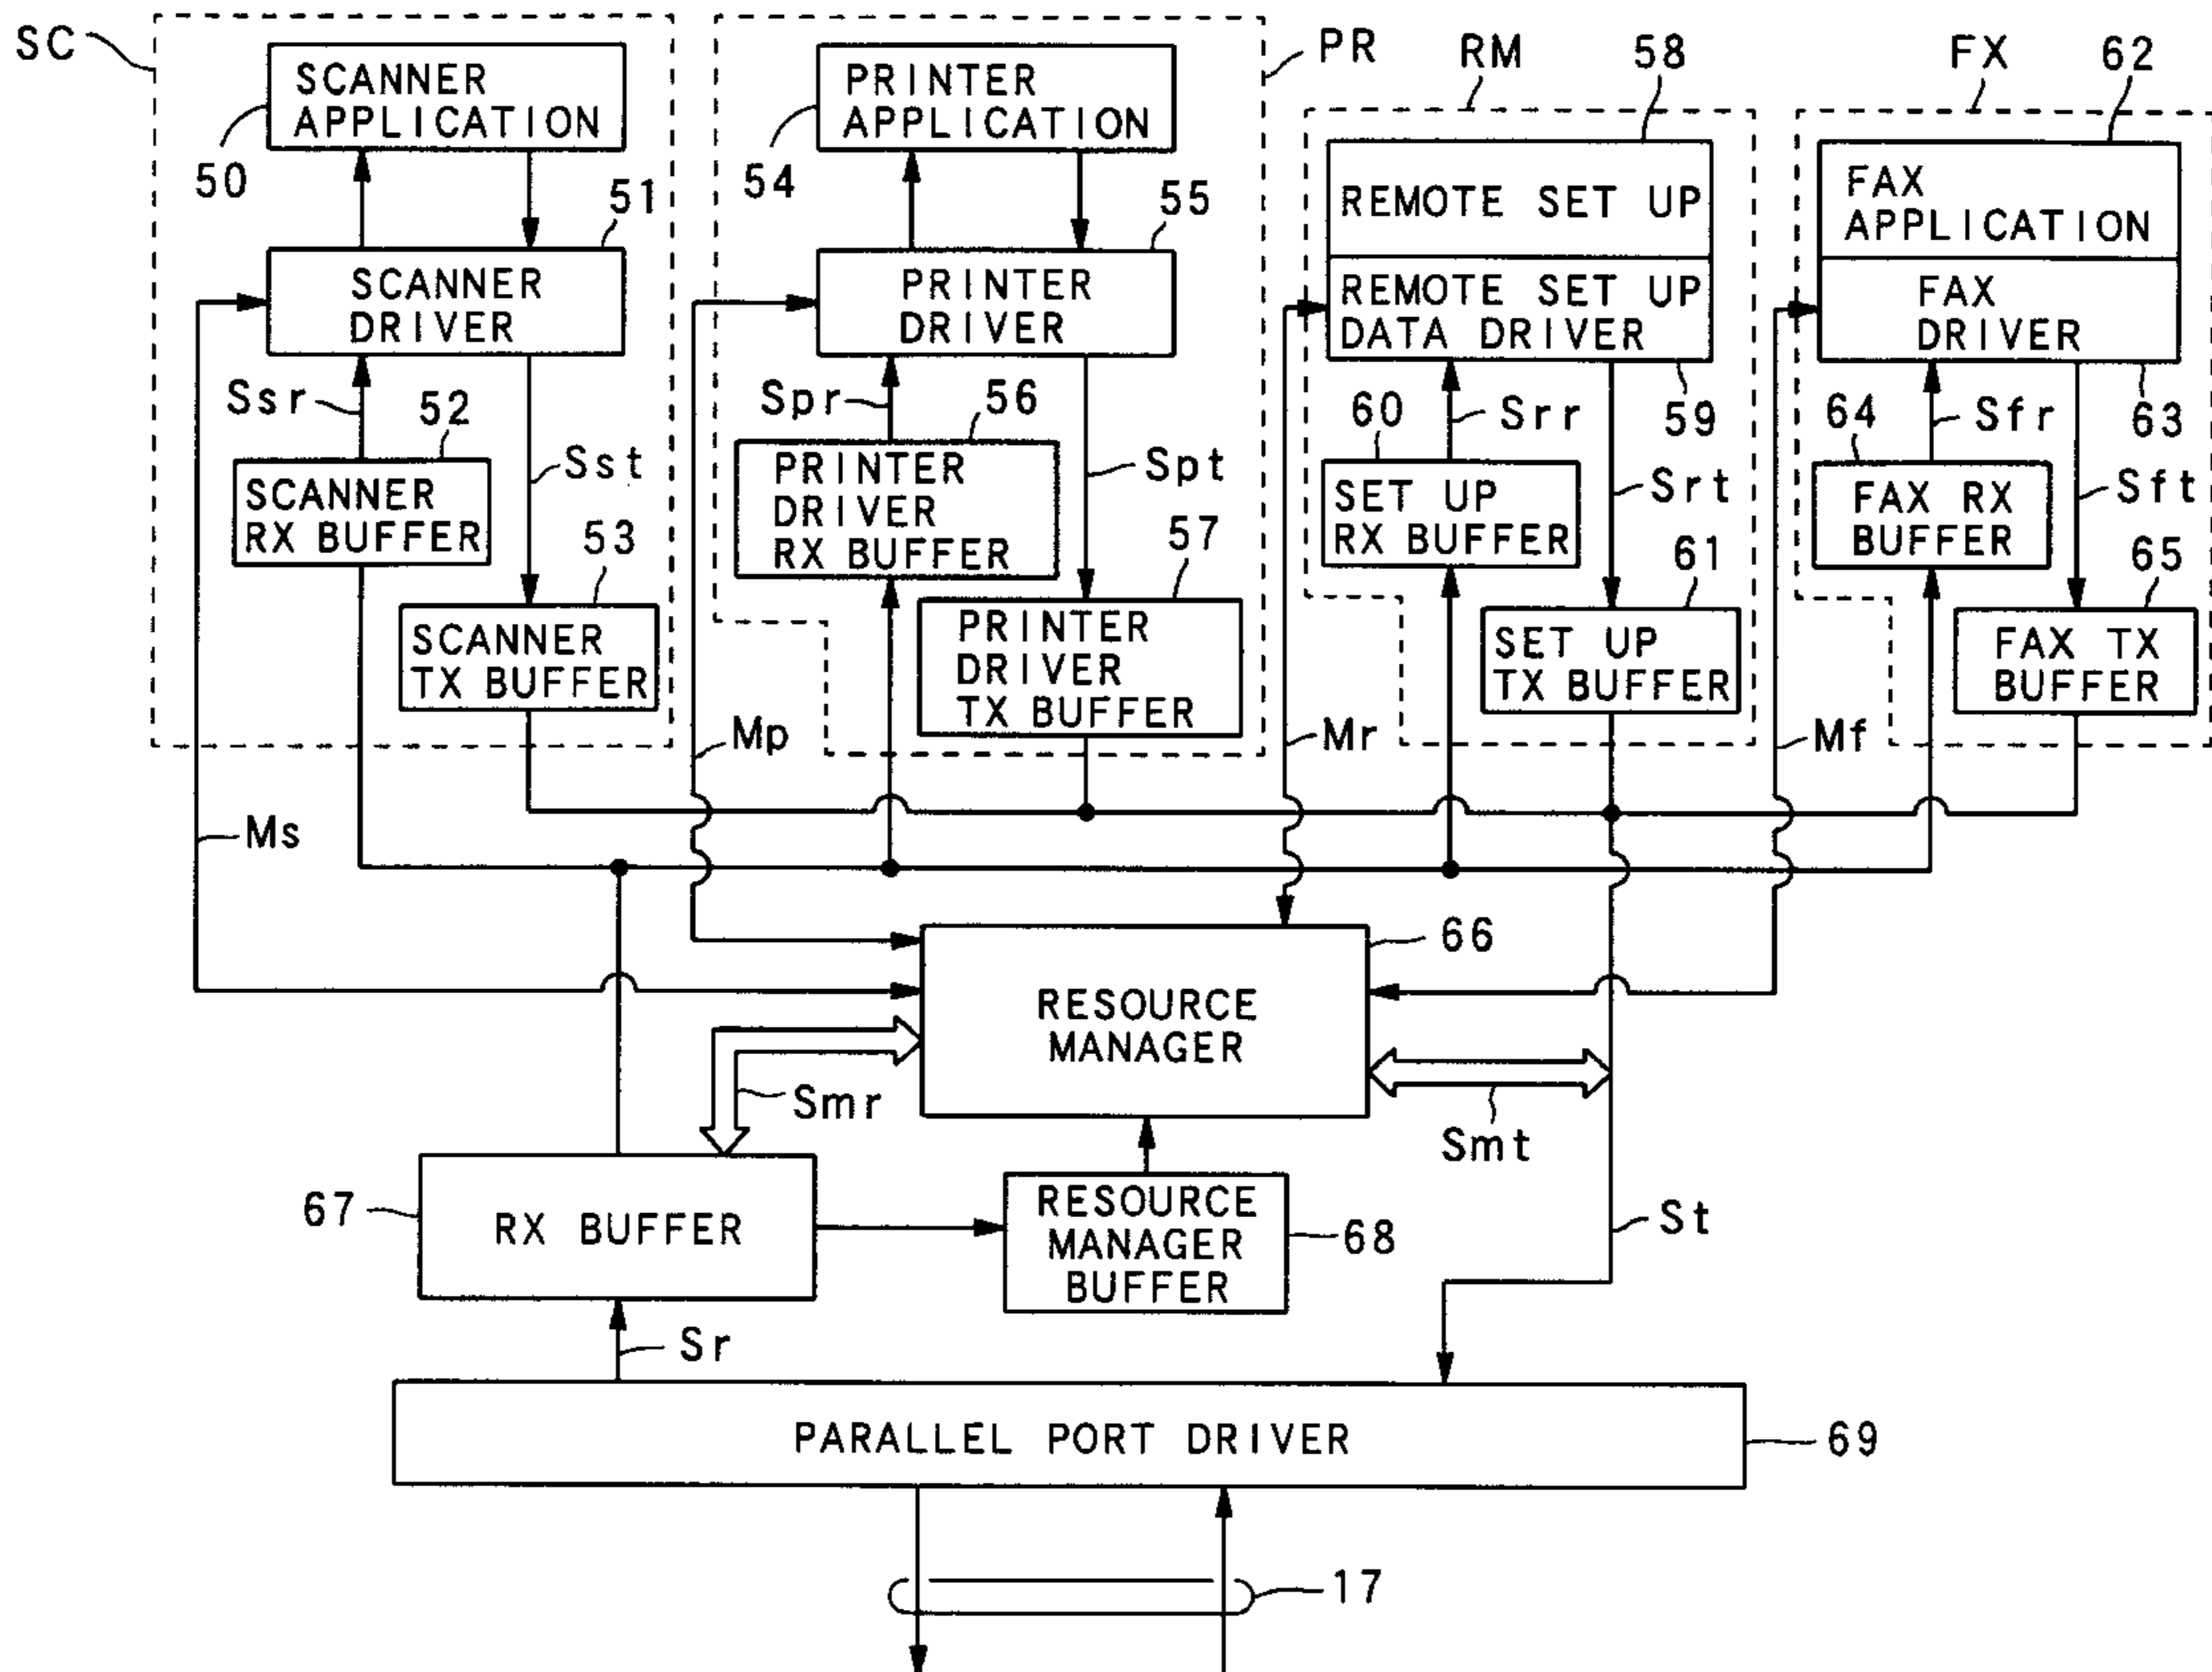 SC
SCANNER
APPLICATION
50
51
SCANNER
DRIVER
Ssr
52
SCANNER
RX BUFFER
Sst
53
SCANNER
TX BUFFER
Ms
PR
PRINTER
APPLICATION
54
55
PRINTER
DRIVER
Spr
56
PRINTER
DRIVER
RX BUFFER
Spt
57
PRINTER
DRIVER
TX BUFFER
Mp
RM
58
REMOTE SET UP
REMOTE SET UP
DATA DRIVER
59
60
Srr
SET UP
RX BUFFER
Srt
61
SET UP
TX BUFFER
Mr
FX
62
FAX
APPLICATION
FAX
DRIVER
63
64
Sfr
FAX RX
BUFFER
Sft
65
FAX TX
BUFFER
Mf
66
RESOURCE
MANAGER
Smr
Smt
67
RX BUFFER
RESOURCE
MANAGER
BUFFER
68
St
Sr
PARALLEL PORT DRIVER
69
17